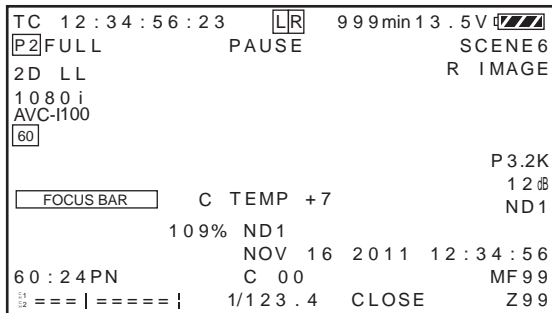 TC 12:34:56:23 LR 999min 13.5V
P2 FULL PAUSE SCENE6
2D LL R IMAGE
1080i
AVC-I100
60
P3.2K
12dB
FOCUS BAR C TEMP +7 ND1
109% ND1
NOV 16 2011 12:34:56
60:24PN C 00 MF99
S1 S2 ===|=====¦ 1/123.4 CLOSE Z99